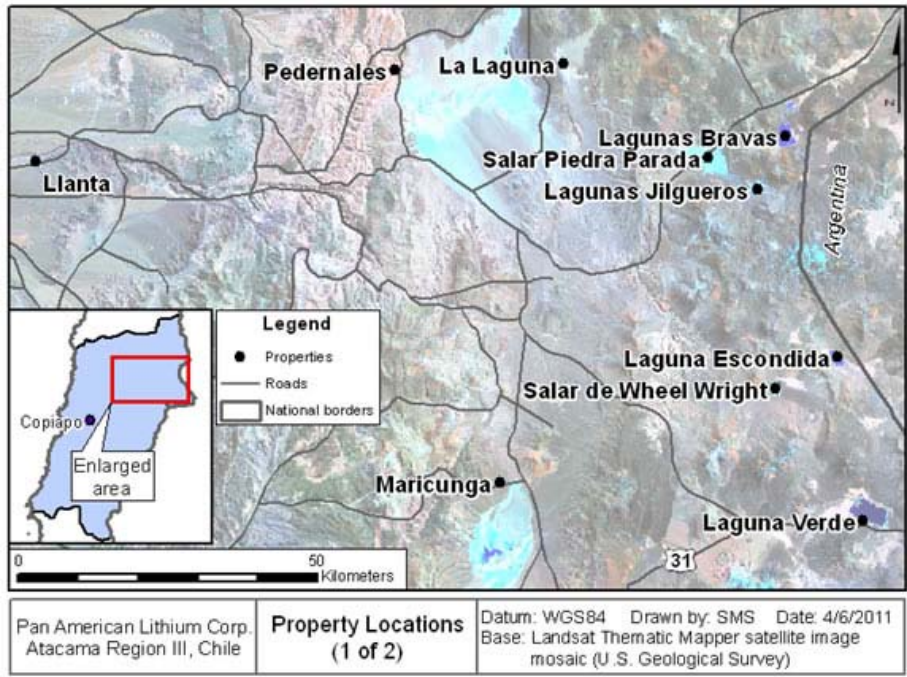 Pedernales
La Laguna
N
Lagunas Bravas
Salar Piedra Parada
Llanta
Lagunas Jilgueros
Argentina
Legend
Properties
Roads
National borders
Copiapo
Enlarged
area
Laguna Escondida
Salar de Wheel Wright
Maricunga
Laguna Verde
31
0 50
Kilometers
Pan American Lithium Corp.
Atacama Region III, Chile
Property Locations
(1 of 2)
Datum: WGS84 Drawn by: SMS Date: 4/6/2011
Base: Landsat Thematic Mapper satellite image
mosaic (U.S. Geological Survey)